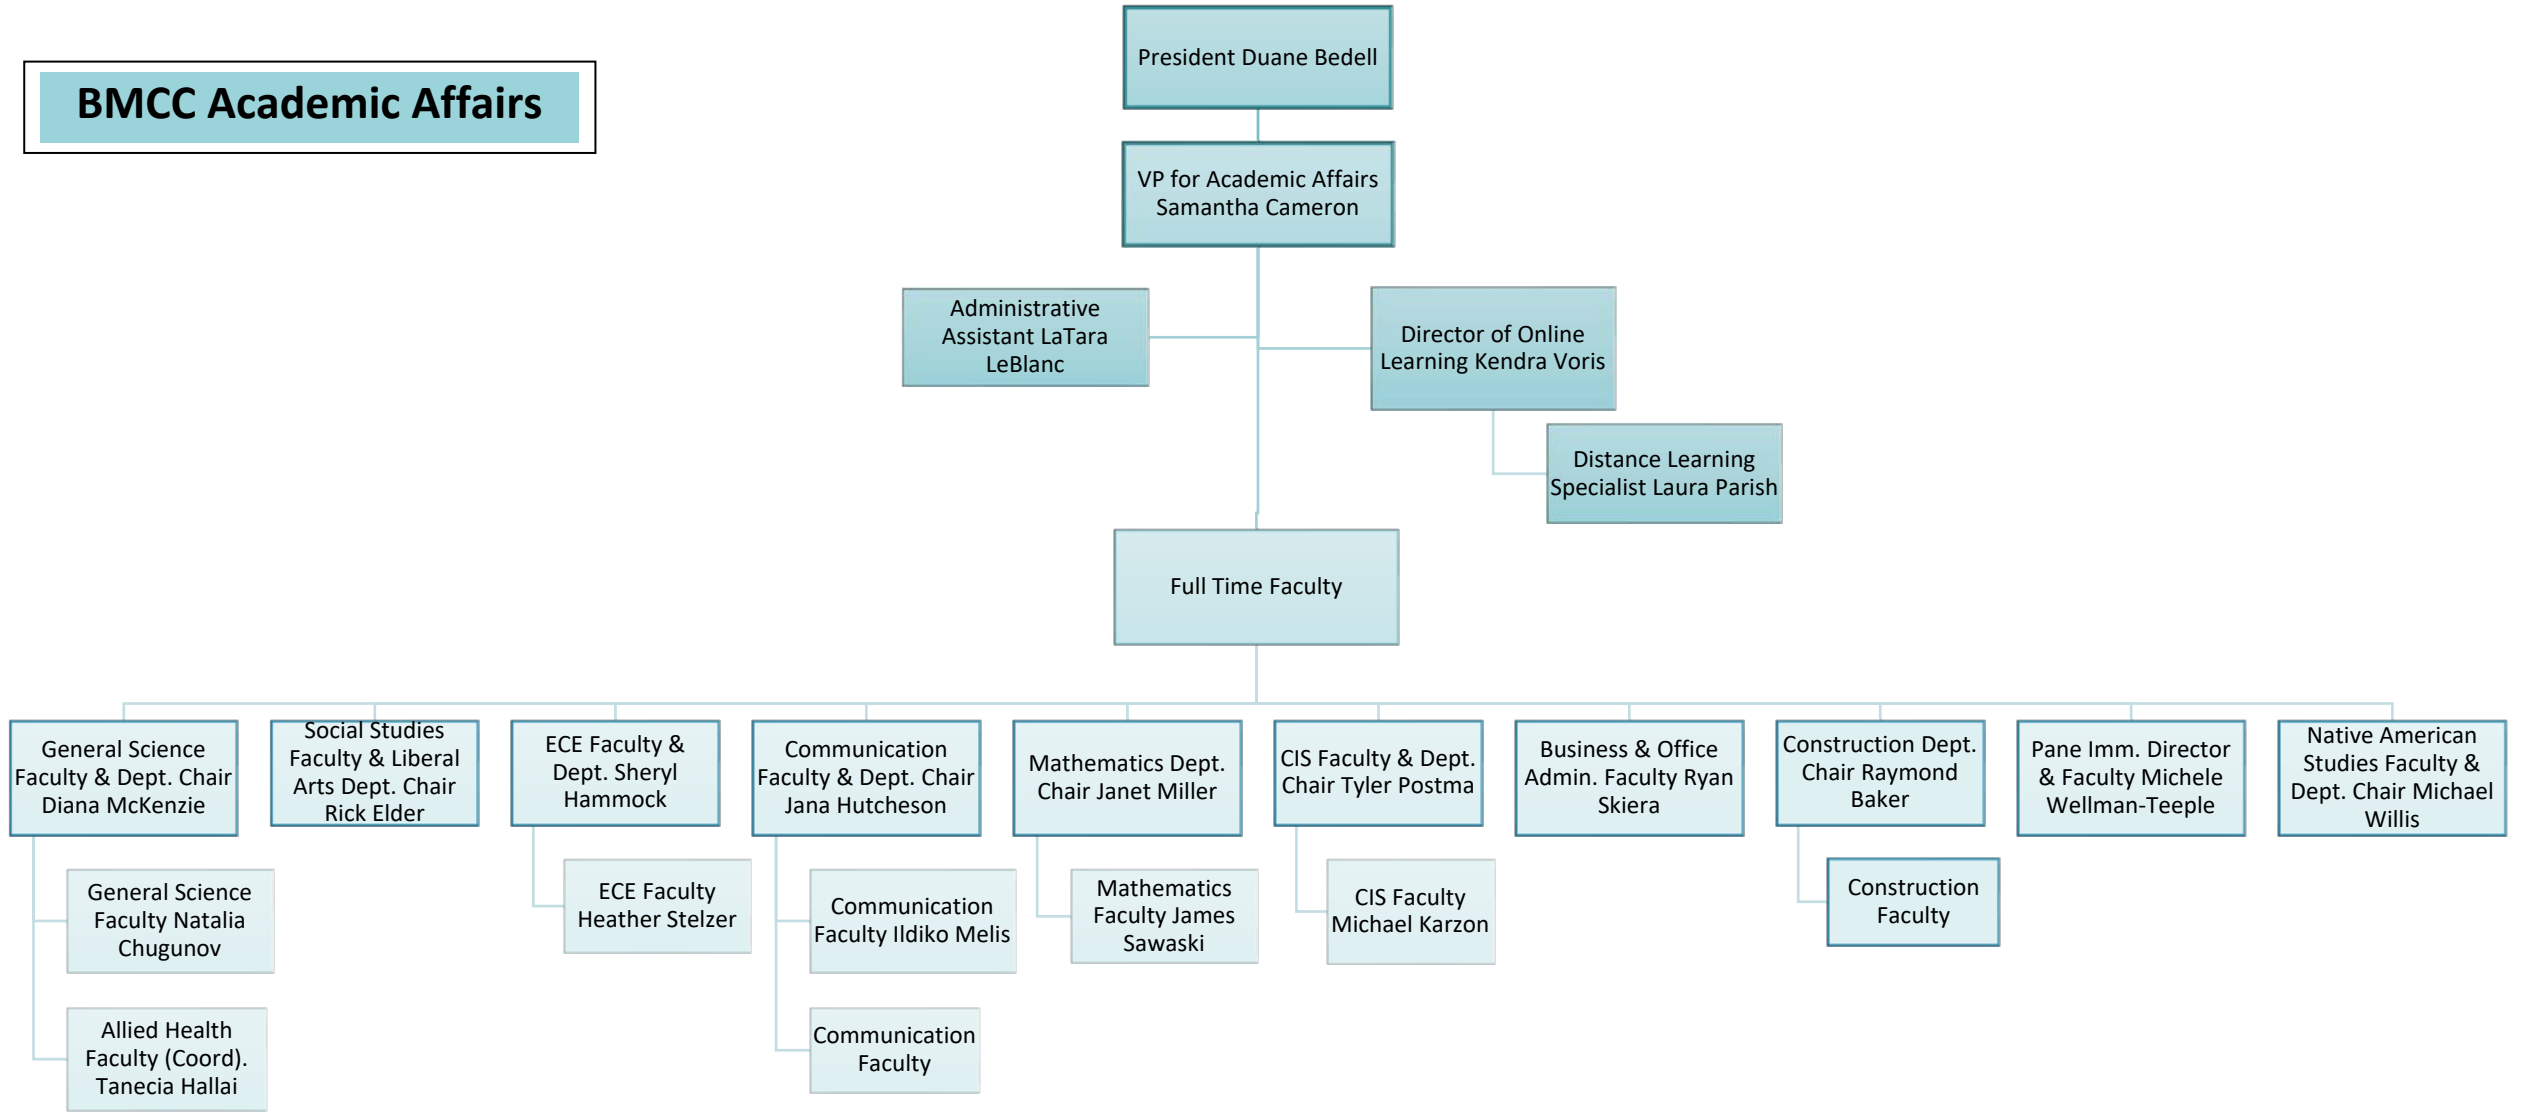 President Duane Bedell
BMCC Academic Affairs
VP for Academic Affairs
Samantha Cameron
Administrative
Assistant LaTara
LeBlanc
Director of Online
Learning Kendra Voris
Distance Learning
Specialist Laura Parish
Full Time Faculty
General Science
Faculty & Dept. Chair
Diana McKenzie
Social Studies
Faculty & Liberal
Arts Dept. Chair
Rick Elder
ECE Faculty &
Dept. Sheryl
Hammock
Communication
Faculty & Dept. Chair
Jana Hutcheson
Mathematics Dept.
Chair Janet Miller
CIS Faculty & Dept.
Chair Tyler Postma
Business & Office
Admin. Faculty Ryan
Skiera
Construction Dept.
Chair Raymond
Baker
Pane Imm. Director
& Faculty Michele
Wellman-Teeple
Native American
Studies Faculty &
Dept. Chair Michael
Willis
General Science
Faculty Natalia
Chugunov
ECE Faculty
Heather Stelzer
Communication
Faculty Ildiko Melis
Mathematics
Faculty James
Sawaski
CIS Faculty
Michael Karzon
Construction
Faculty
Allied Health
Faculty (Coord).
Tanecia Hallai
Communication
Faculty